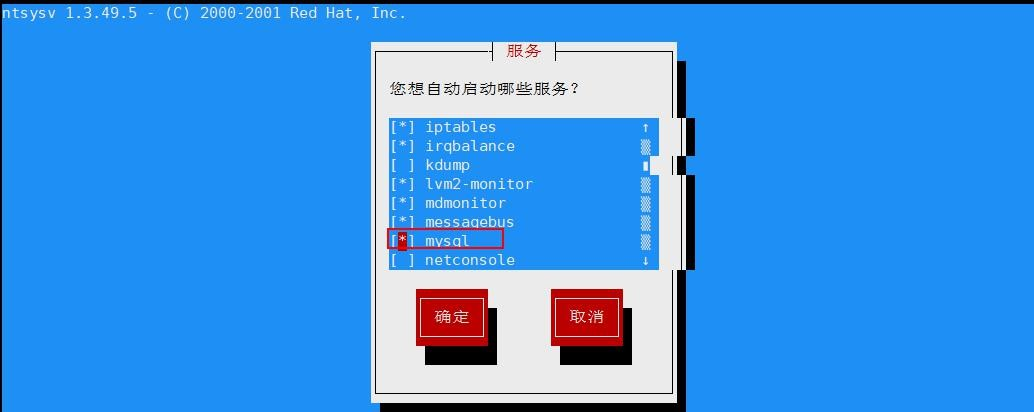 ntsysv 1.3.49.5 - (C) 2000-2001 Red Hat, Inc.
服务
您想自动启动哪些服务?
[*] iptables ↑
[*] irqbalance
[ ] kdump
[*] lvm2-monitor
[*] mdmonitor
[*] messagebus
[*] mysql
[ ] netconsole ↓
确定 取消